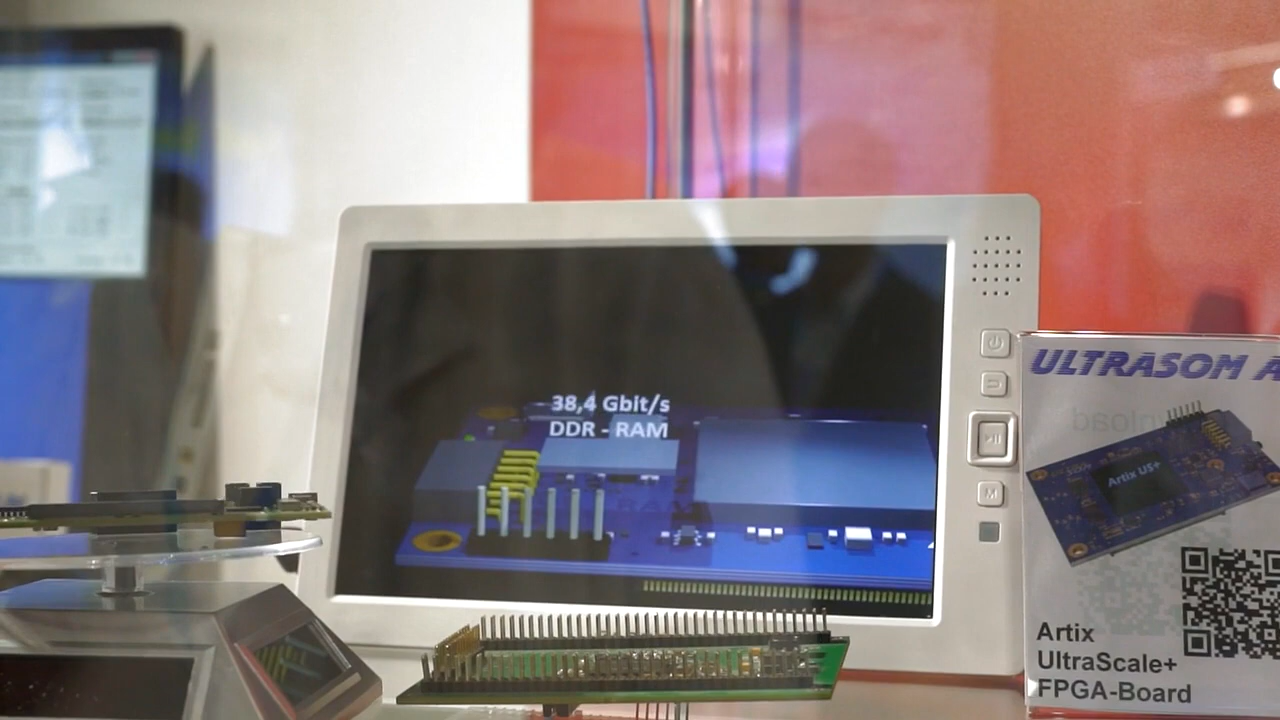 38,4 Gbit/s
DDR - RAM
ULTRASOM A
Artix US+
M
Artix
UltraScale+
FPGA-Board